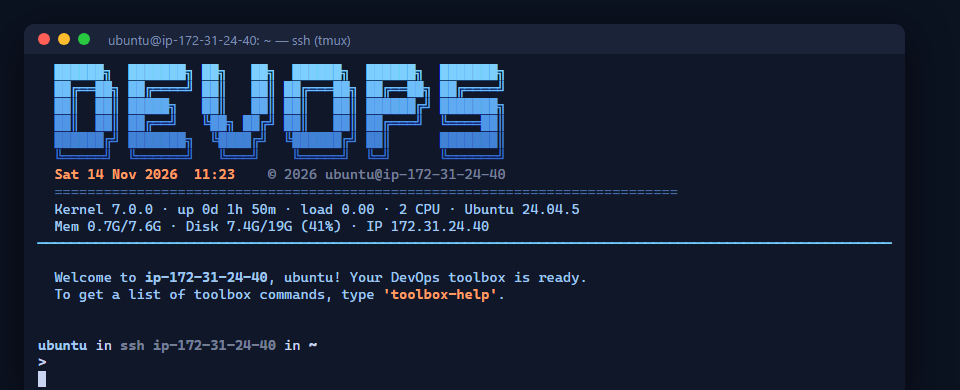 ubuntu@ip-172-31-24-40: ~ — ssh (tmux)
DEVOPS
Sat 14 Nov 2026  11:23    © 2026 ubuntu@ip-172-31-24-40
============================================================================
Kernel 7.0.0 · up 0d 1h 50m · load 0.00 · 2 CPU · Ubuntu 24.04.5
Mem 0.7G/7.6G · Disk 7.4G/19G (41%) · IP 172.31.24.40
Welcome to ip-172-31-24-40, ubuntu! Your DevOps toolbox is ready.
To get a list of toolbox commands, type 'toolbox-help'.
ubuntu in ssh ip-172-31-24-40 in ~
>